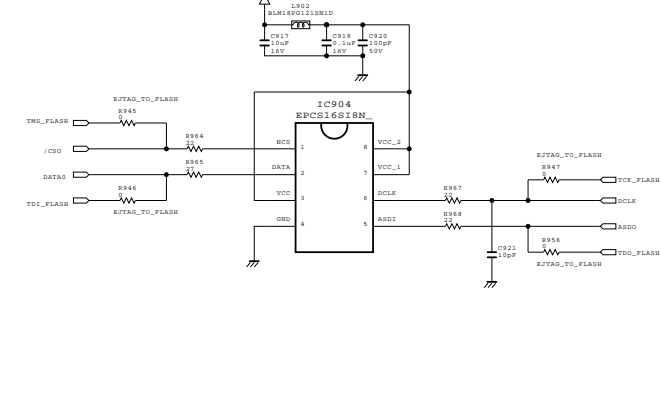 L902
BLM18PG121SN1D
C917
10uF
16V
C919
0.1uF
16V
C920
100pF
50V
EJTAG_TO_FLASH
R945
0
TMS_FLASH
/CSO
R964
22
R965
27
DATA0
R946
0
TDI_FLASH
EJTAG_TO_FLASH
IC904
EPCS16SI8N_
NCS
1
8
VCC_2
DATA
2
7
VCC_1
VCC
3
6
DCLK
GND
4
5
ASDI
R967
22
R968
22
EJTAG_TO_FLASH
R947
0
TCE_FLASH
DCLK
ASDO
R956
0
TDO_FLASH
EJTAG_TO_FLASH
C921
10pF